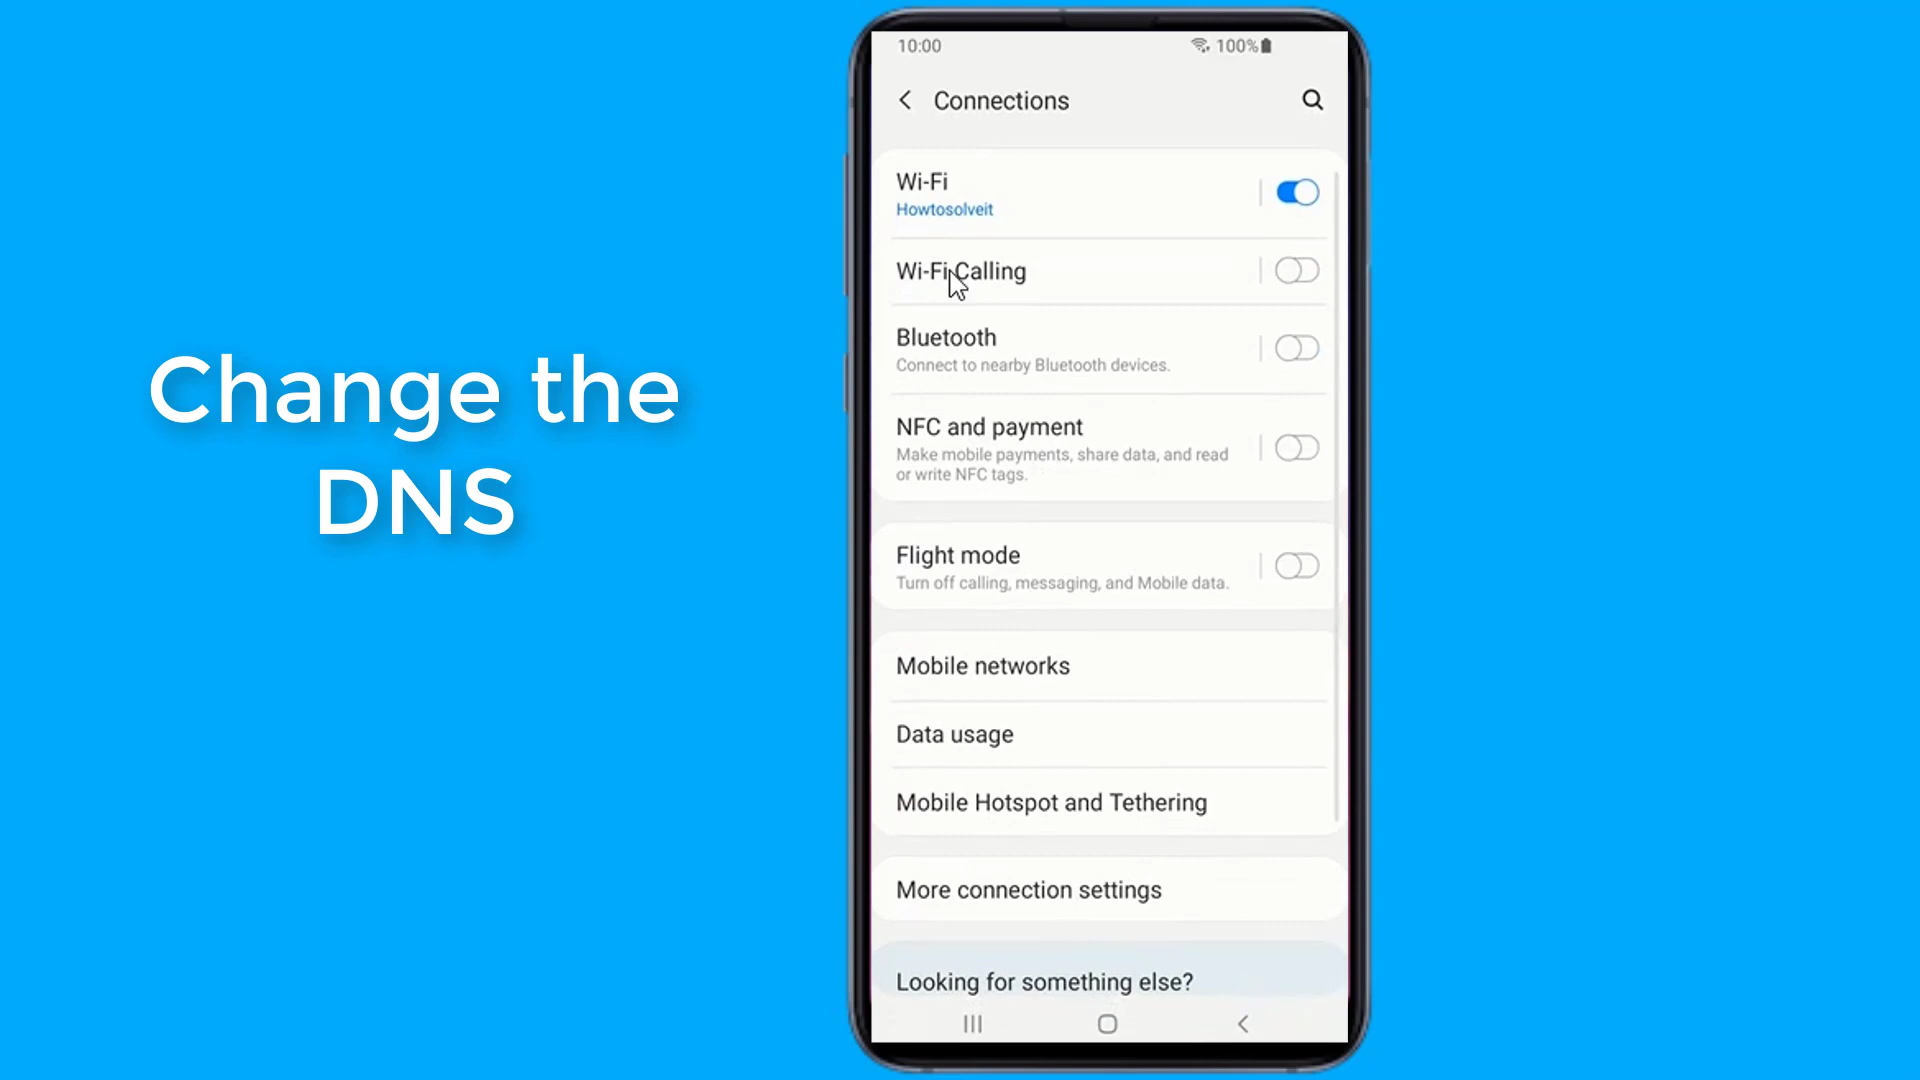 Change the
DNS
10:00
100%
Connections
Wi-Fi
Howtosolveit
Wi-Fi Calling
Bluetooth
Connect to nearby Bluetooth devices.
NFC and payment
Make mobile payments, share data, and read
or write NFC tags.
Flight mode
Turn off calling, messaging, and Mobile data.
Mobile networks
Data usage
Mobile Hotspot and Tethering
More connection settings
Looking for something else?